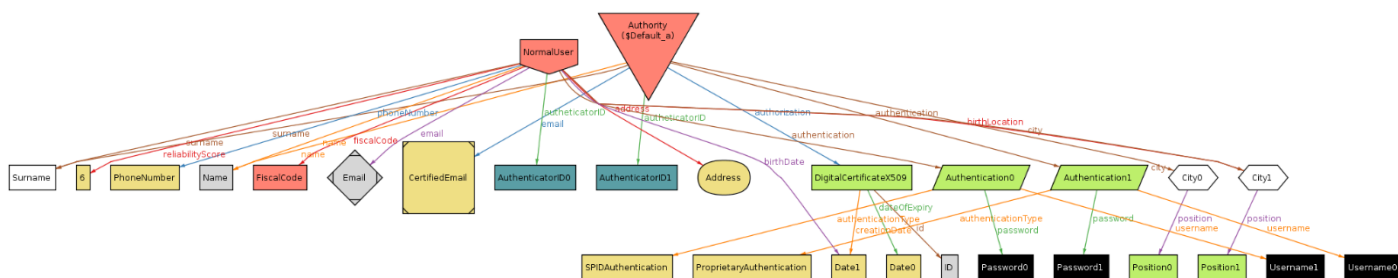 Authority
($Default_a)
NormalUser
autheticatorID
address
autheticatorID
authorization
authentication
birthLocation
city
phoneNumber
email
surname
surname
reliabilityScore
name
name
fiscalCode
email
authentication
birthDate
city
Surname
6
PhoneNumber
Name
FiscalCode
Email
CertifiedEmail
AuthenticatorID0
AuthenticatorID1
Address
DigitalCertificateX509
Authentication0
Authentication1
City0
City1
dateOfExpiry
authenticationType
creationDate
id
password
authenticationType
password
position
username
position
username
SPIDAuthentication
ProprietaryAuthentication
Date1
Date0
ID
Password0
Password1
Position0
Position1
Username1
Username0